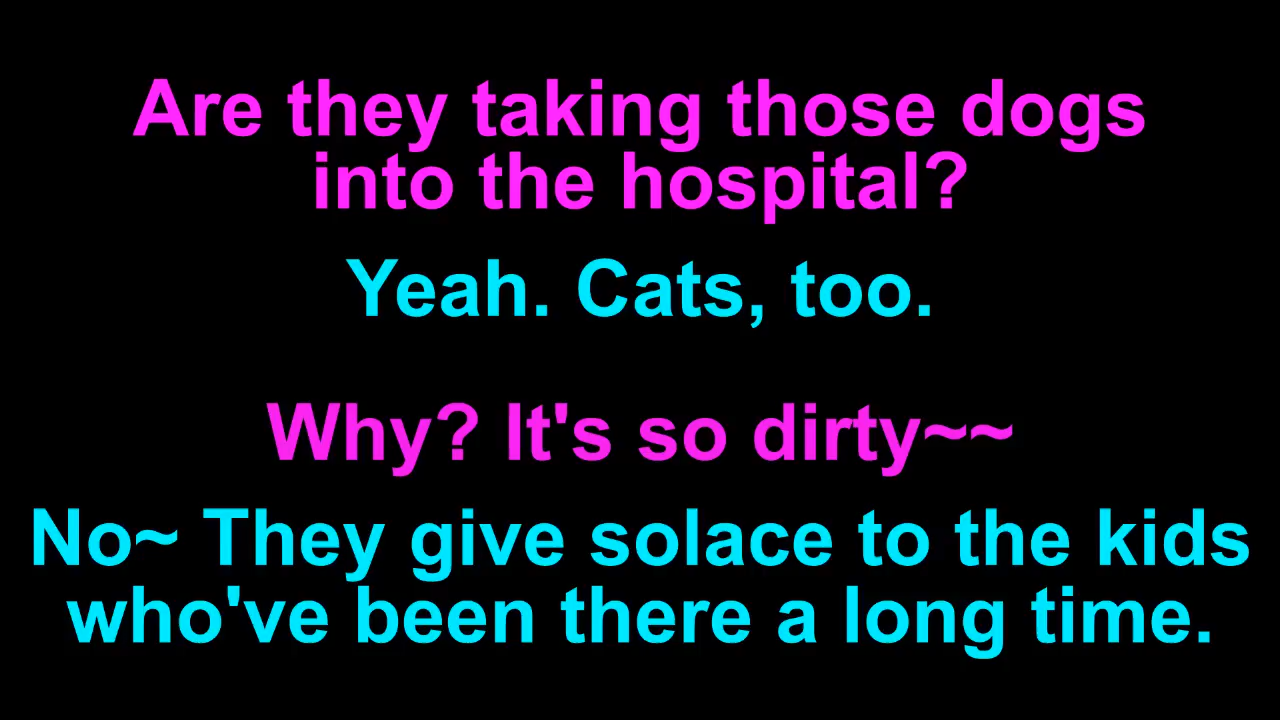 Are they taking those dogs
into the hospital?
Yeah. Cats, too.
Why? It's so dirty~~
No~ They give solace to the kids
who've been there a long time.